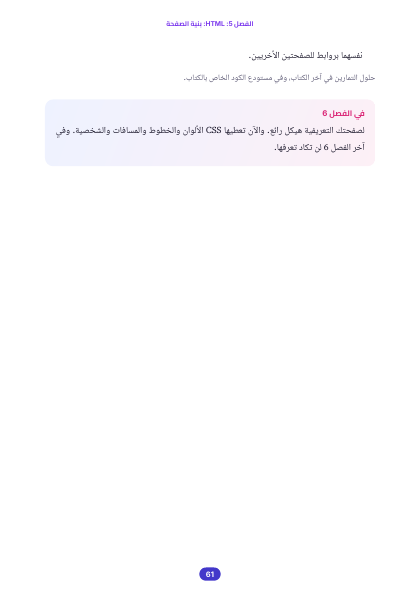 الفصل 5: HTML: بنية الصفحة
نفسهما بروابط للصفحتين الأخريين.
حلول التمارين في آخر الكتاب، وفي مستودع الكود الخاص بالكتاب.
في الفصل 6
لصفحتك التعريفية هيكل رائع. والآن تعطيها CSS الألوان والخطوط والمسافات والشخصية. وفي
آخر الفصل 6 لن تكاد تعرفها.
61